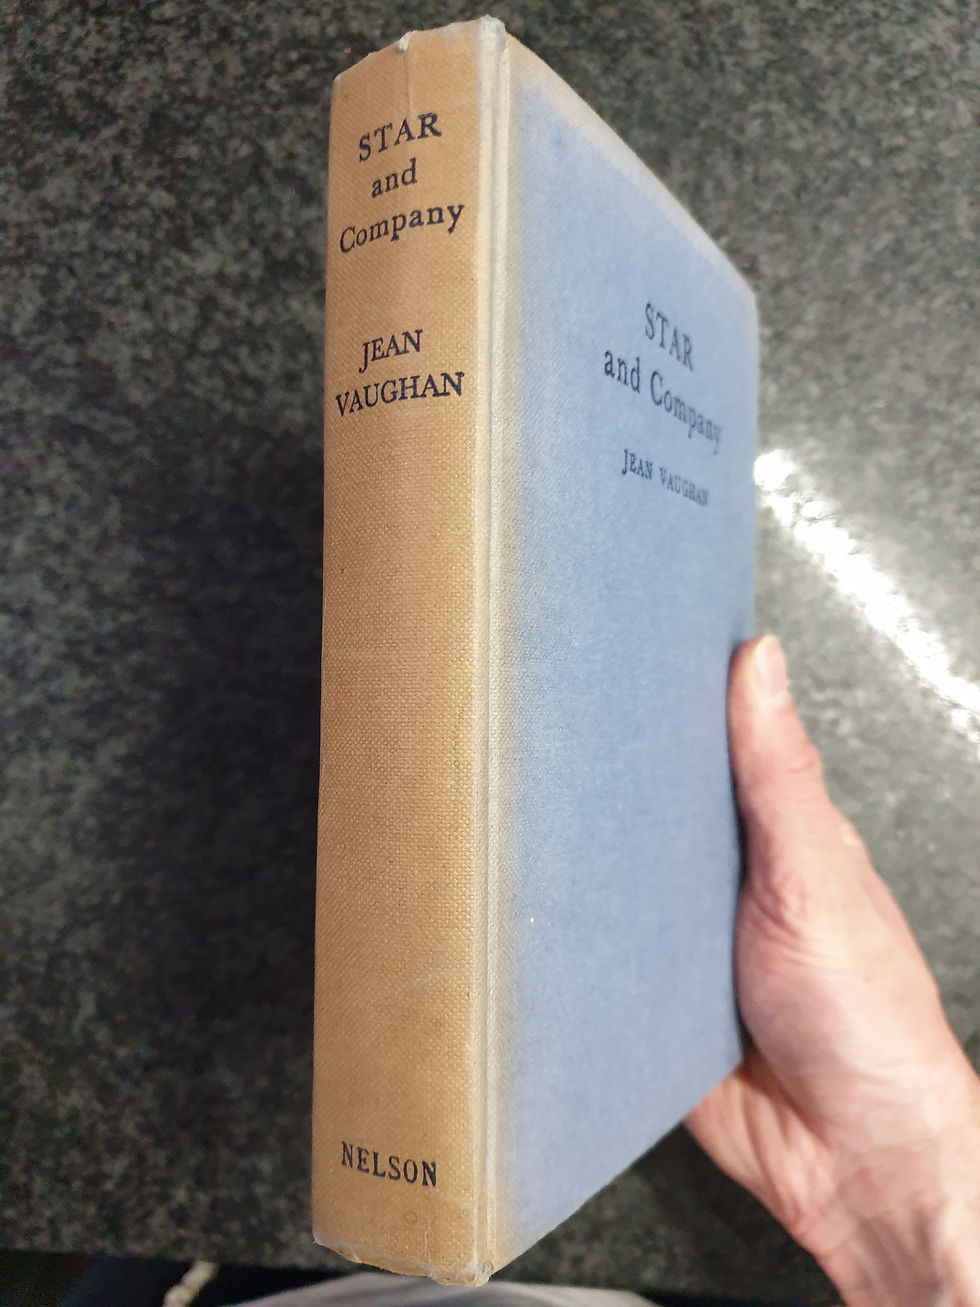 STAR
and
Company
JEAN
VAUGHAN
NELSON
STAR
and Company
JEAN VAUGHAN